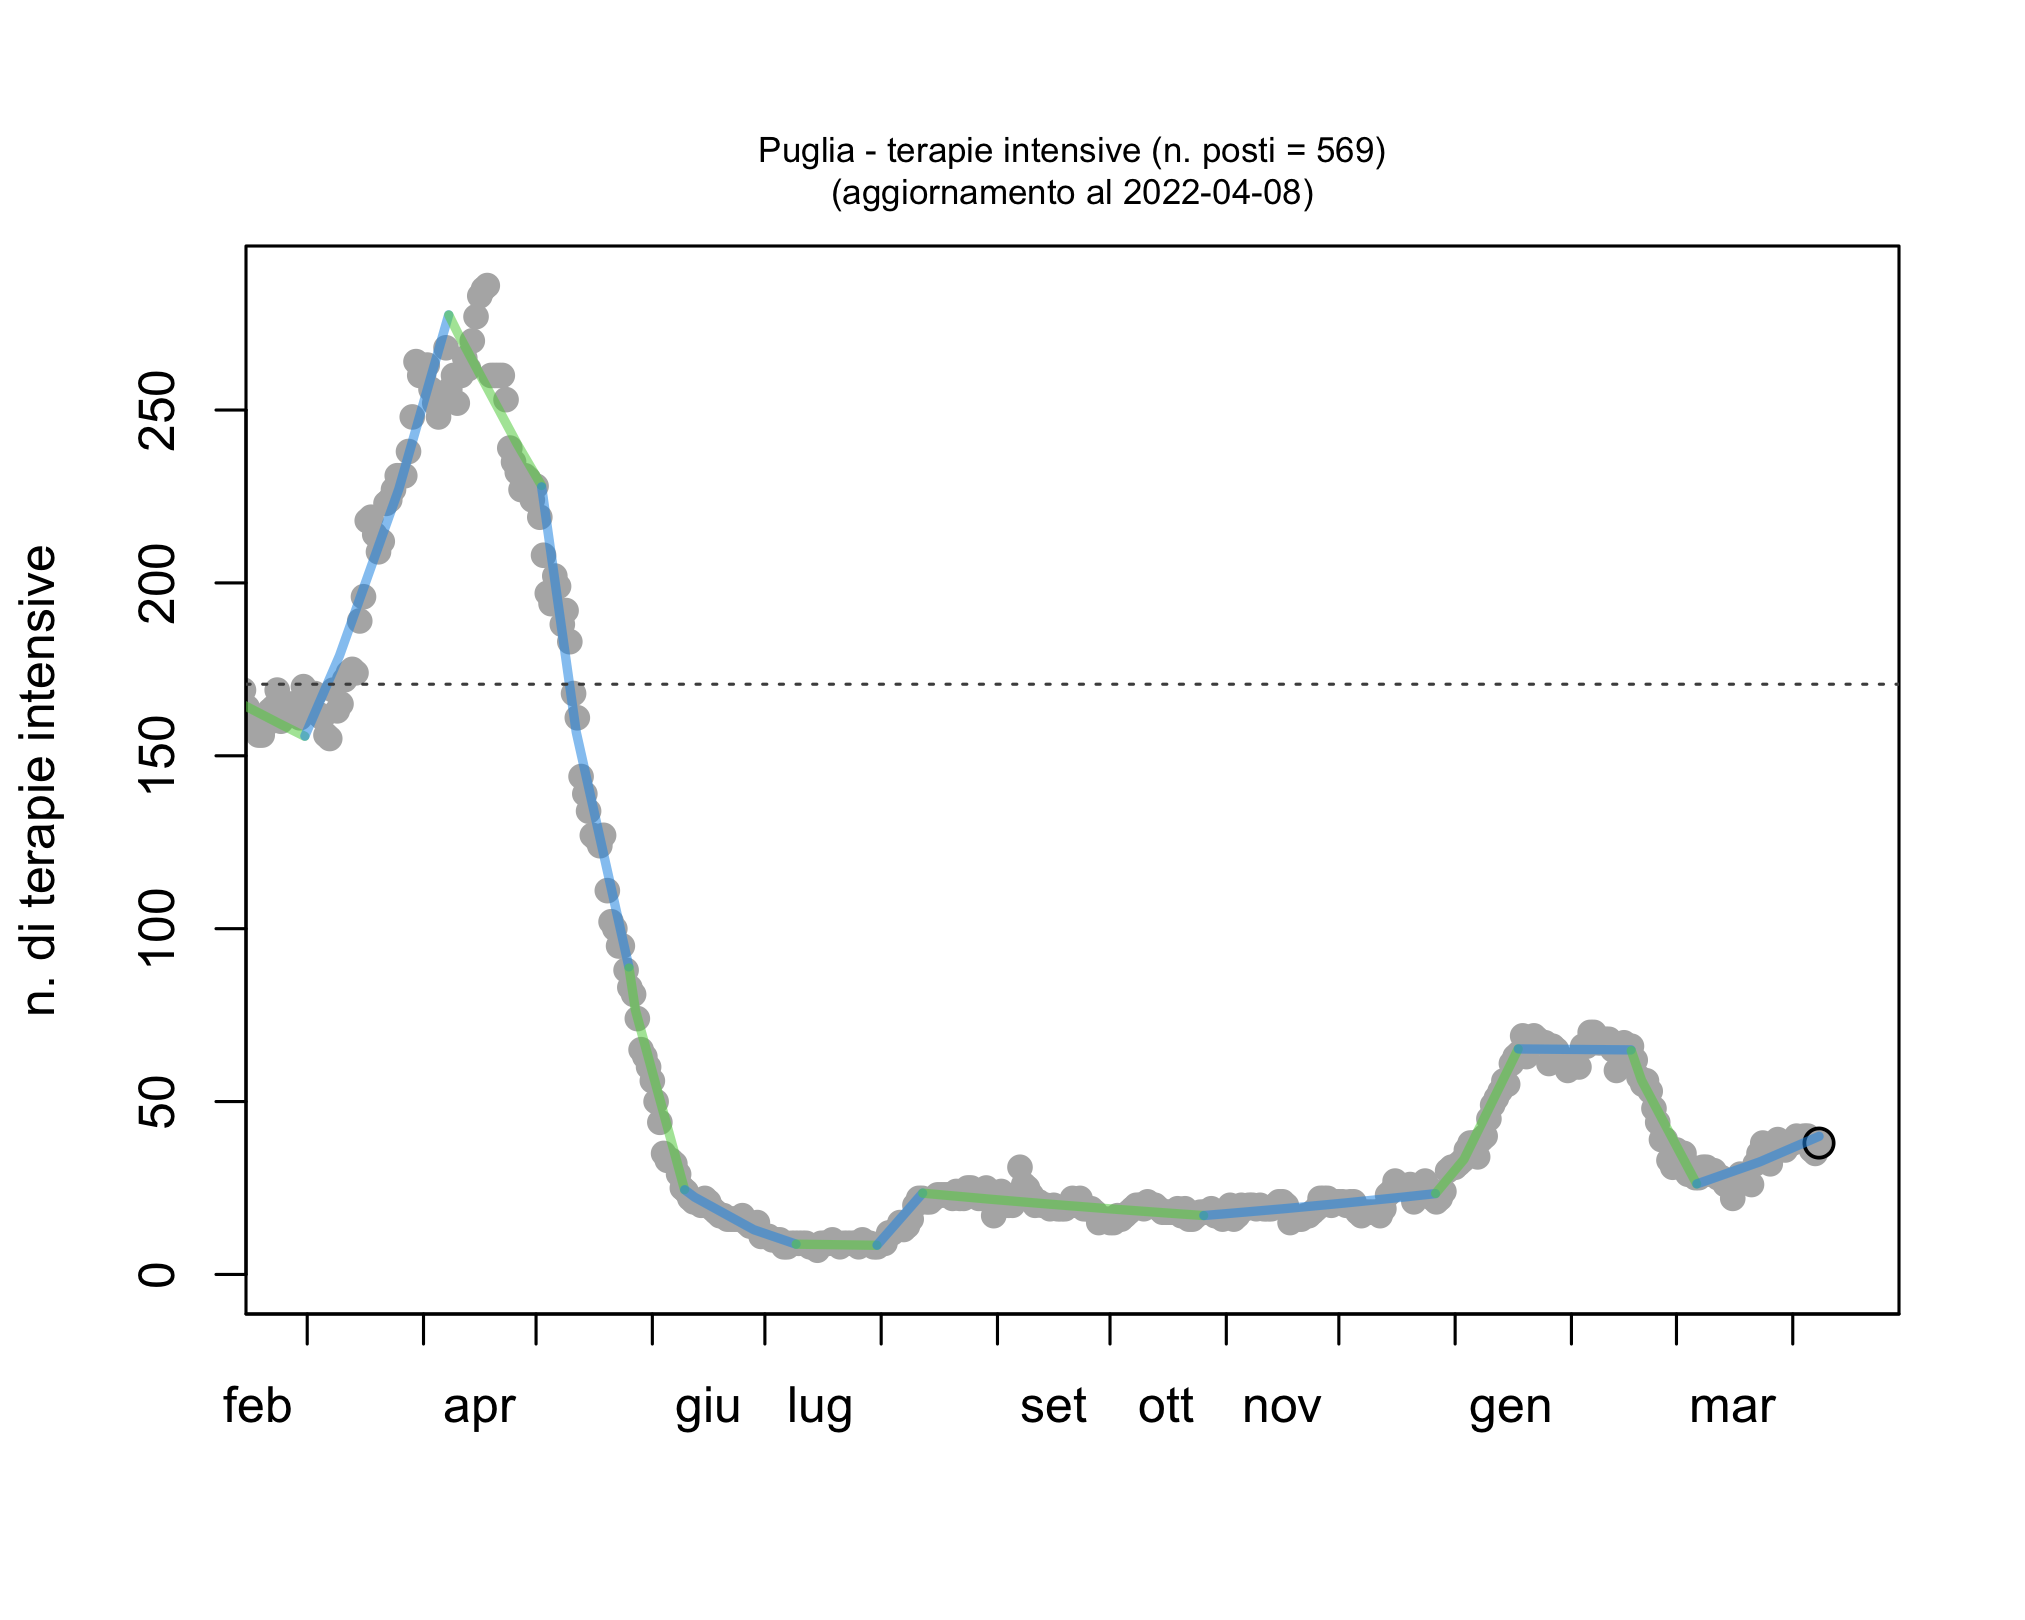 Puglia - terapie intensive (n. posti = 569)
(aggiornamento al 2022-04-08)
n. di terapie intensive
250
200
150
100
50
0
feb apr giu lug set ott nov gen mar